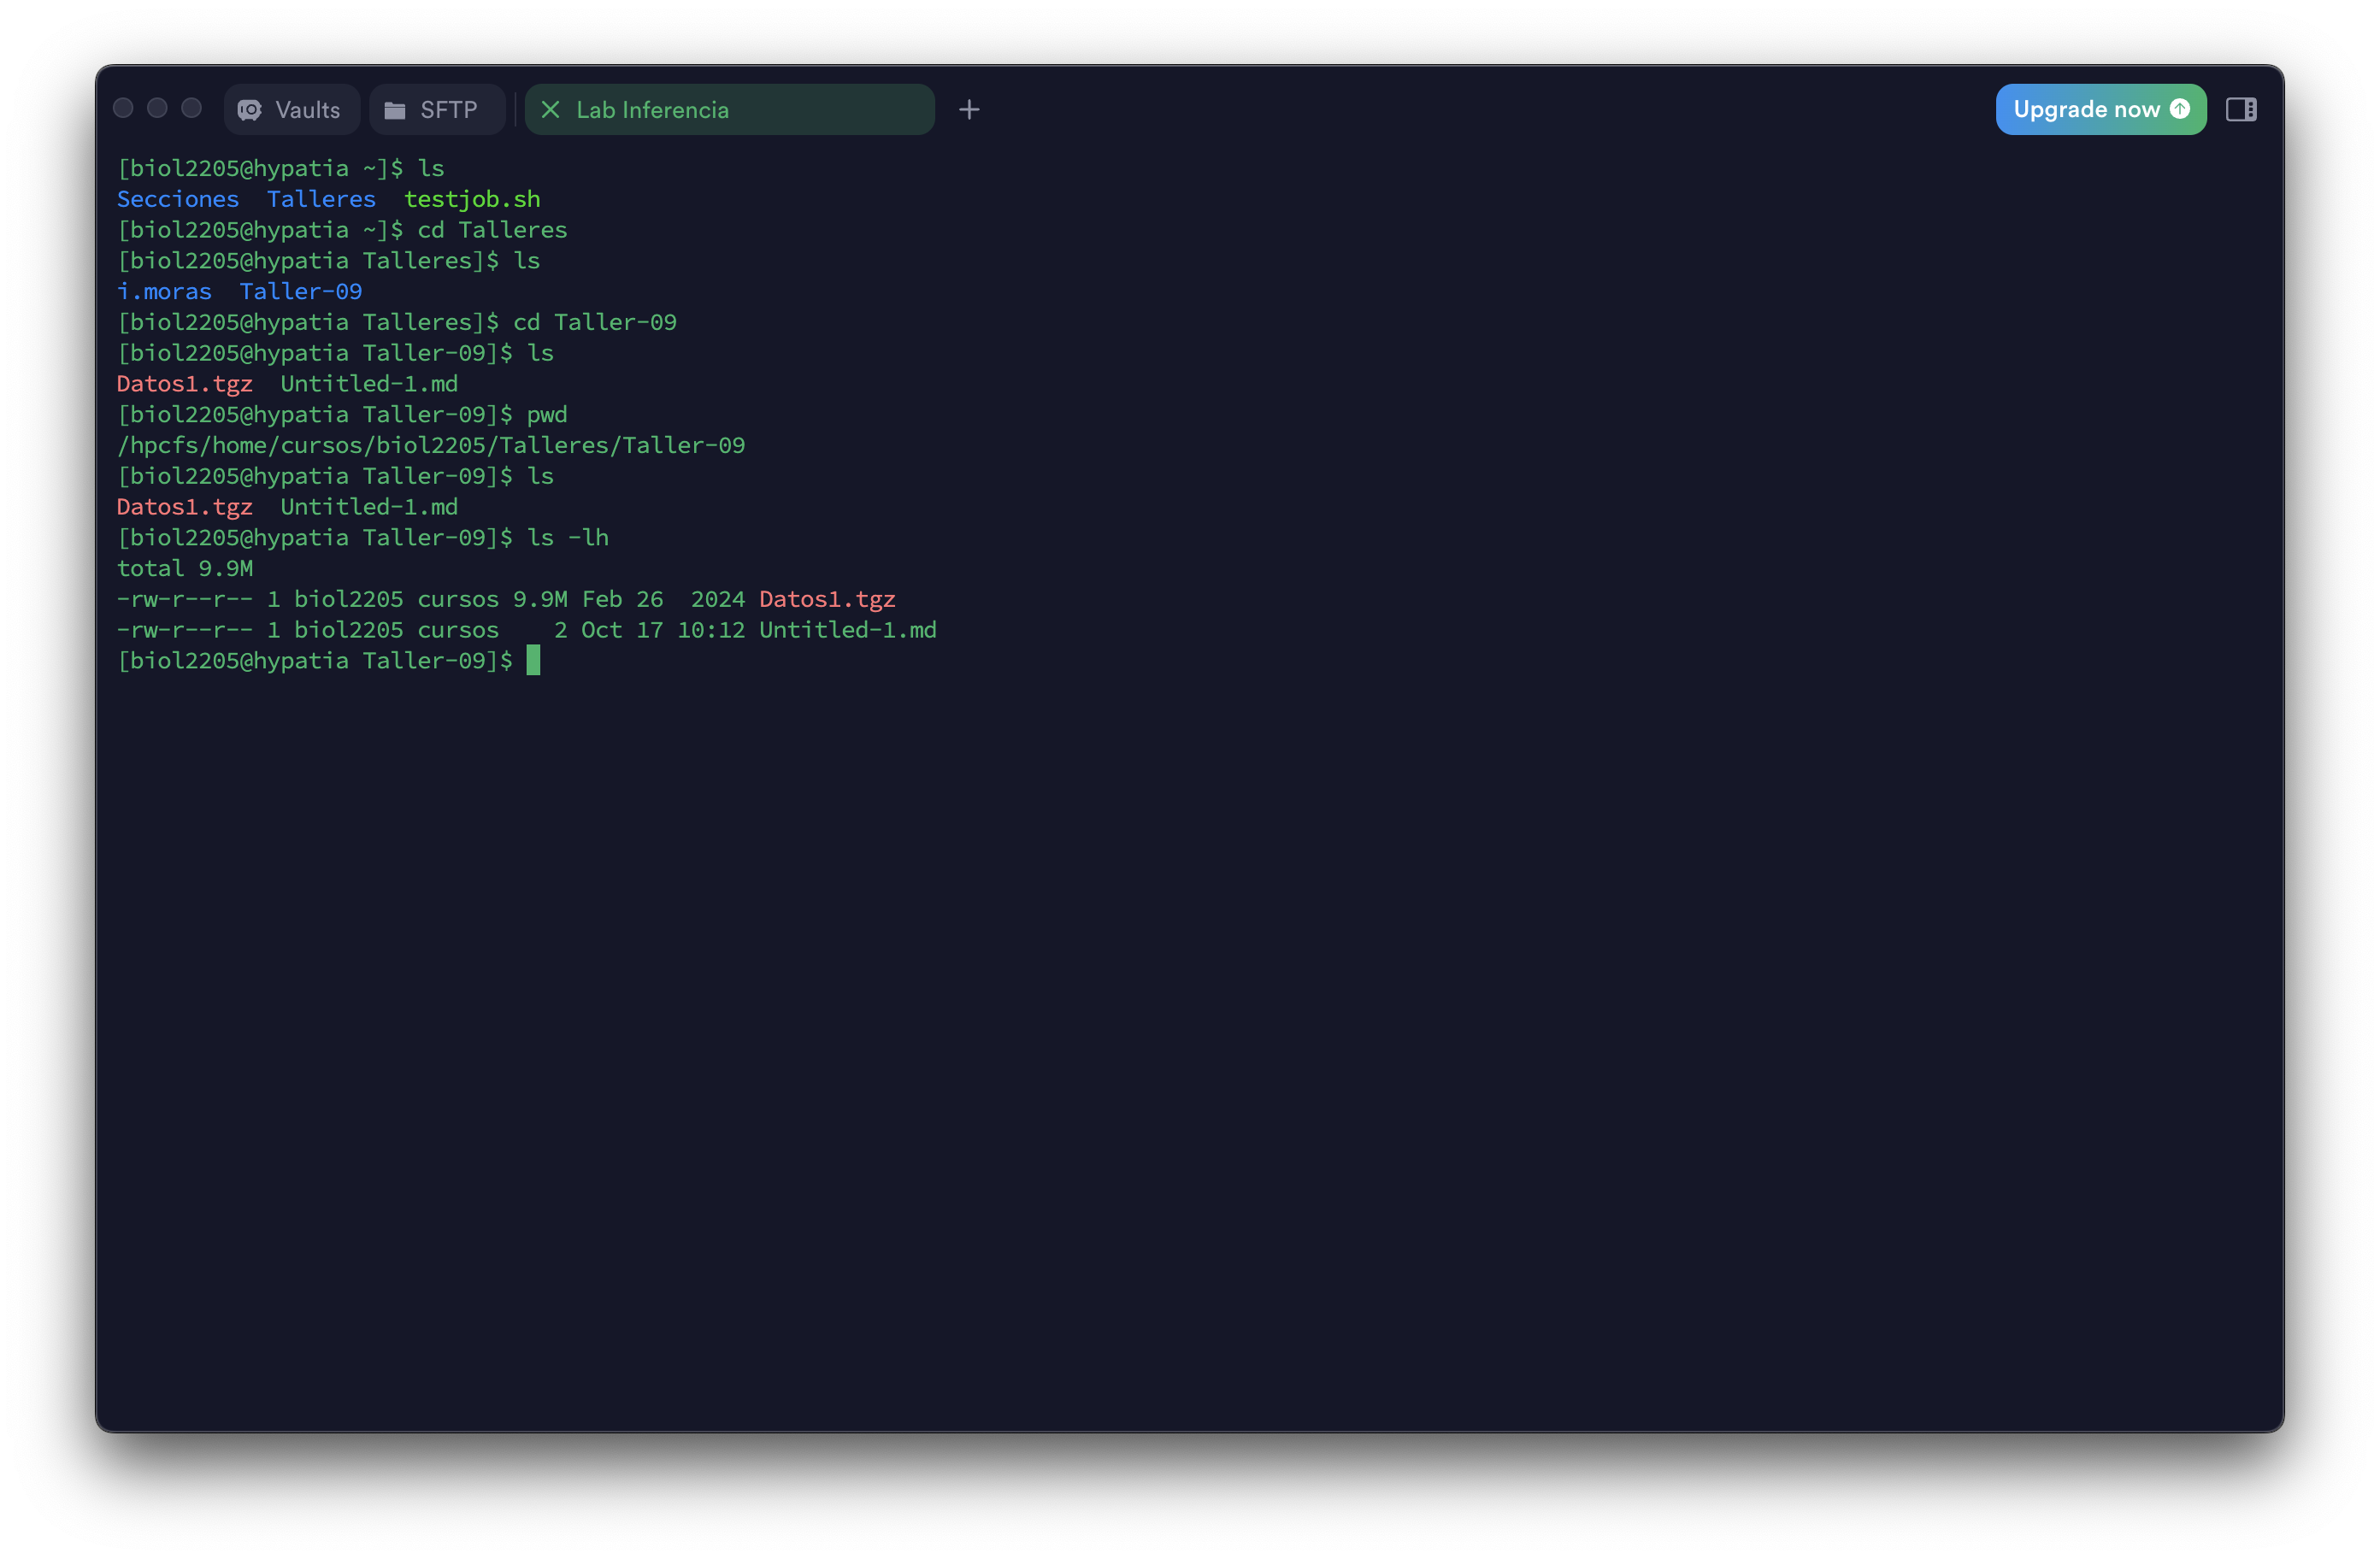 Vaults SFTP Lab Inferencia Upgrade now
[biol2205@hypatia ~]$ ls
Secciones  Talleres  testjob.sh
[biol2205@hypatia ~]$ cd Talleres
[biol2205@hypatia Talleres]$ ls
i.moras  Taller-09
[biol2205@hypatia Talleres]$ cd Taller-09
[biol2205@hypatia Taller-09]$ ls
Datos1.tgz  Untitled-1.md
[biol2205@hypatia Taller-09]$ pwd
/hpcfs/home/cursos/biol2205/Talleres/Taller-09
[biol2205@hypatia Taller-09]$ ls
Datos1.tgz  Untitled-1.md
[biol2205@hypatia Taller-09]$ ls -lh
total 9.9M
-rw-r--r-- 1 biol2205 cursos 9.9M Feb 26  2024 Datos1.tgz
-rw-r--r-- 1 biol2205 cursos    2 Oct 17 10:12 Untitled-1.md
[biol2205@hypatia Taller-09]$